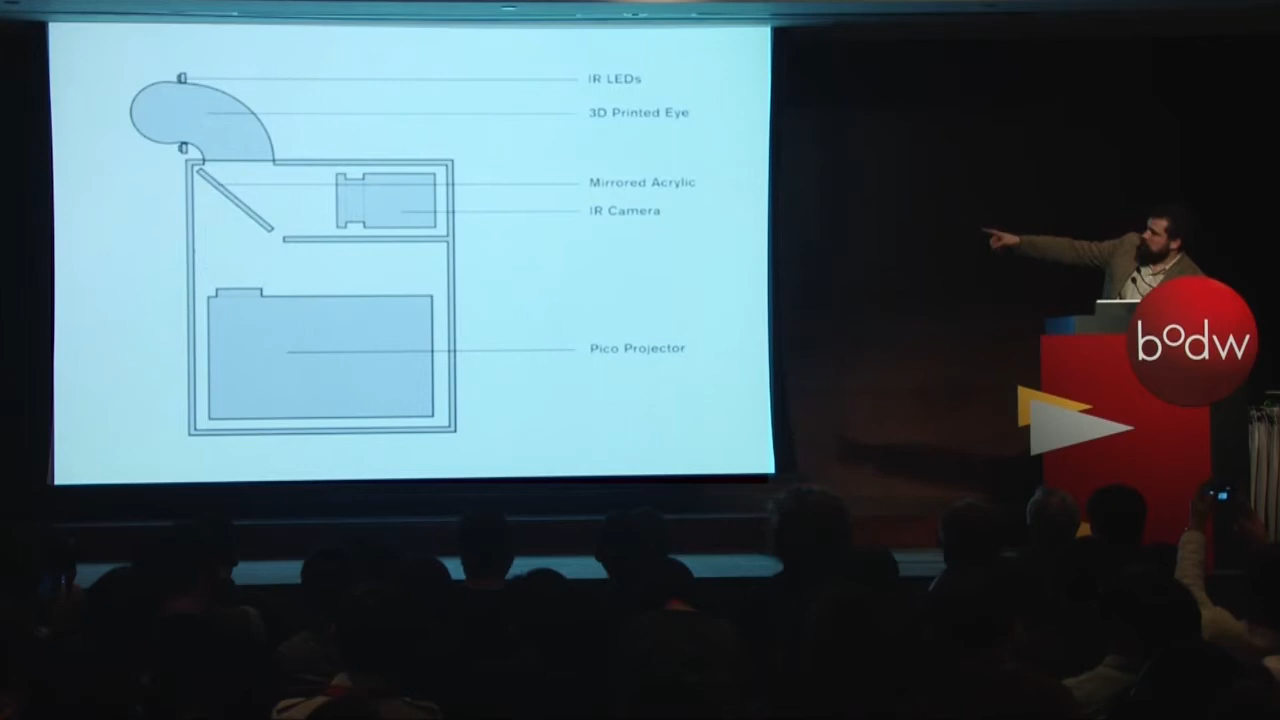 IR LEDs
3D Printed Eye
Mirrored Acrylic
IR Camera
Pico Projector
bodw